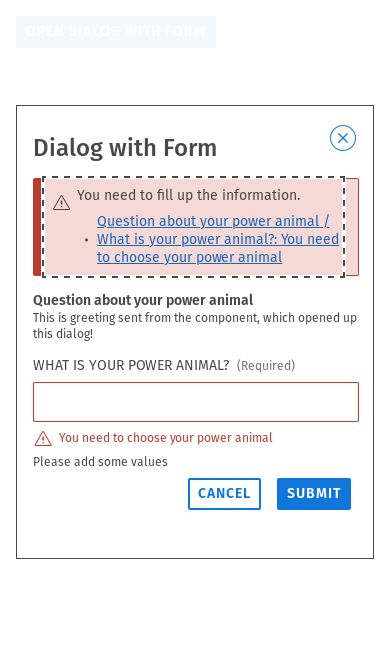 OPEN DIALOG WITH FORM
Dialog with Form
You need to fill up the information.
• Question about your power animal /
What is your power animal?: You need
to choose your power animal
Question about your power animal
This is greeting sent from the component, which opened up
this dialog!
WHAT IS YOUR POWER ANIMAL? (Required)
You need to choose your power animal
Please add some values
CANCEL SUBMIT